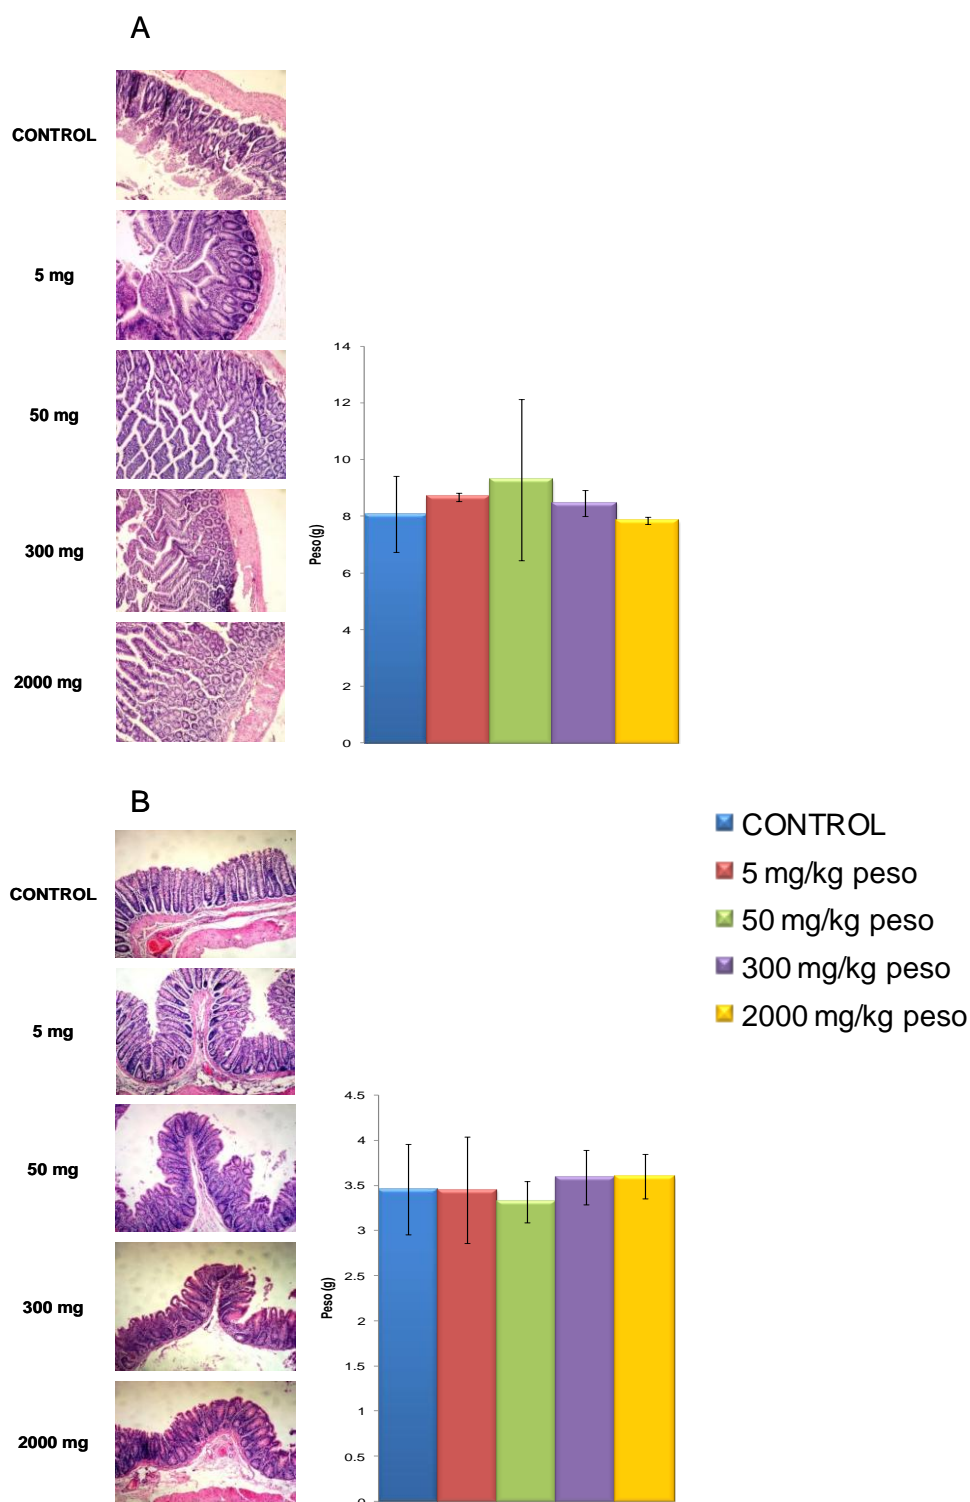 A
CONTROL
5 mg
50 mg
300 mg
2000 mg
14
12
10
8
6
4
2
0
Peso (g)
B
CONTROL
5 mg
50 mg
300 mg
2000 mg
4.5
4
3.5
3
2.5
2
1.5
1
0.5
0
Peso (g)
CONTROL
5 mg/kg peso
50 mg/kg peso
300 mg/kg peso
2000 mg/kg peso